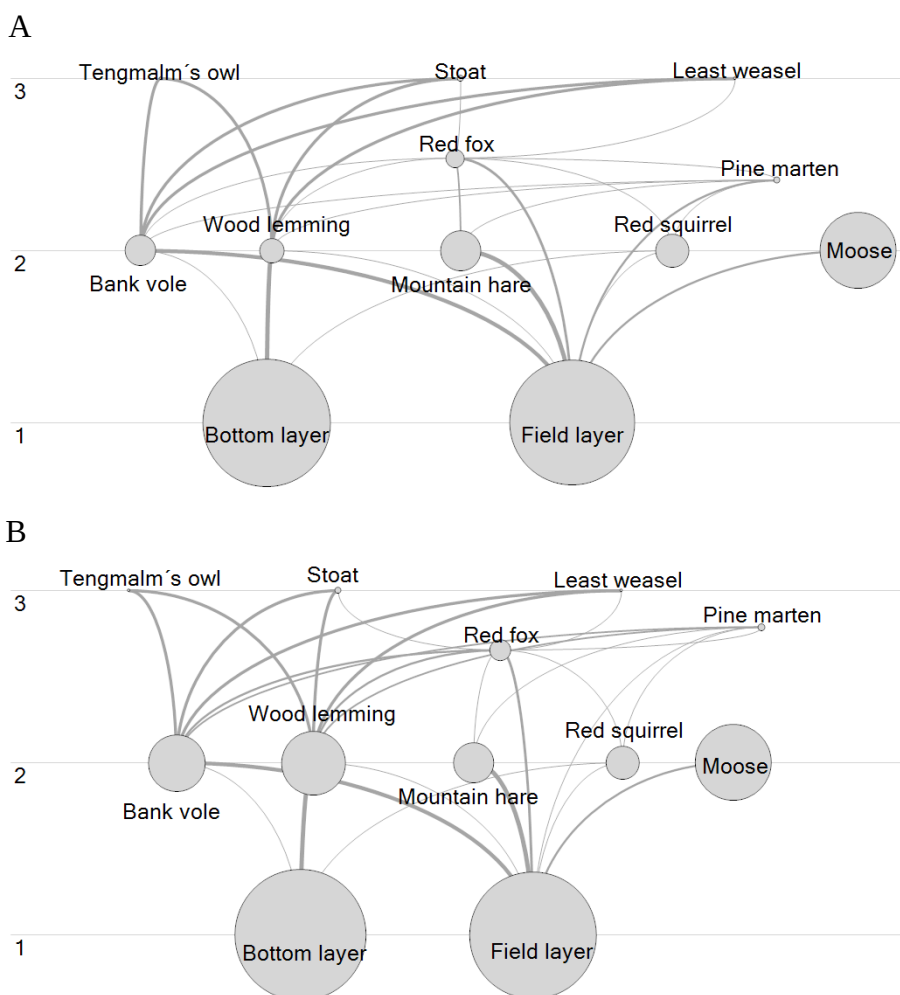 A
Tengmalm´s owl Stoat Least weasel
3
Red fox
Pine marten
Wood lemming Red squirrel
2 Moose
Bank vole Mountain hare
1 Bottom layer Field layer
B
Tengmalm´s owl Stoat Least weasel
3
Pine marten
Red fox
Wood lemming
Red squirrel
2 Moose
Mountain hare
Bank vole
1 Bottom layer Field layer